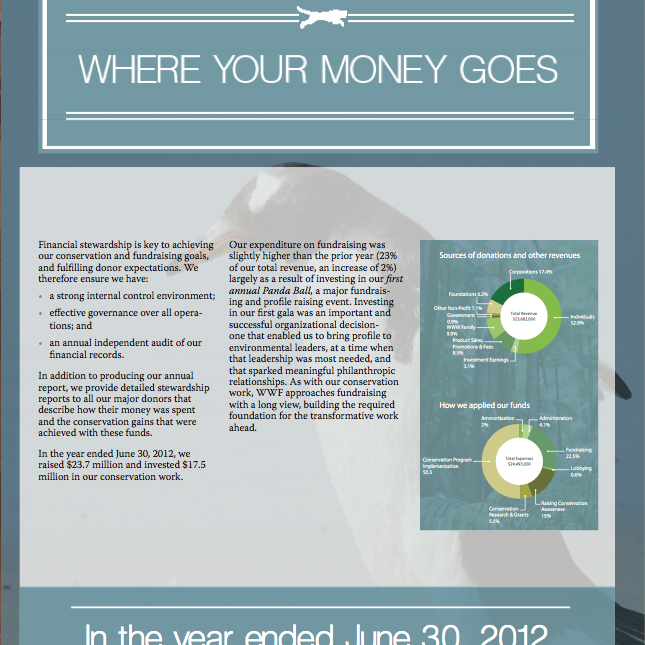 WHERE YOUR MONEY GOES
Financial stewardship is key to achieving
our conservation and fundraising goals,
and fulfilling donor expectations. We
therefore ensure we have:
• a strong internal control environment;
• effective governance over all opera-
tions; and
• an annual independent audit of our
financial records.
In addition to producing our annual
report, we provide detailed stewardship
reports to all our major donors that
describe how their money was spent
and the conservation gains that were
achieved with these funds.
In the year ended June 30, 2012, we
raised $23.7 million and invested $17.5
million in our conservation work.
Our expenditure on fundraising was
slightly higher than the prior year (23%
of our total revenue, an increase of 2%)
largely as a result of investing in our first
annual Panda Ball, a major fundrais-
ing and profile raising event. Investing
in our first gala was an important and
successful organizational decision-
one that enabled us to bring profile to
environmental leaders, at a time when
that leadership was most needed, and
that sparked meaningful philanthropic
relationships. As with our conservation
work, WWF approaches fundraising
with a long view, building the required
foundation for the transformative work
ahead.
Sources of donations and other revenues
Corporations 17.4%
Foundations 6.2%
Other Non-Profit 1.1%
Government
0.9%
WWW Family
9.9%
Product Sales,
Promotions & Fees
8.5%
Investment Earnings
3.1%
Individuals
52.9%
Total Revenue
$23,682,000
How we applied our funds
Ammortization
2%
Administration
4.1%
Conservation Program
Implementation
50.3
Fundraising
22.5%
Lobbying
0.6%
Raising Conservation
Awareness
15%
Conservation
Research & Grants
5.5%
Total Expenses
$24,493,000
In the year ended June 30, 2012